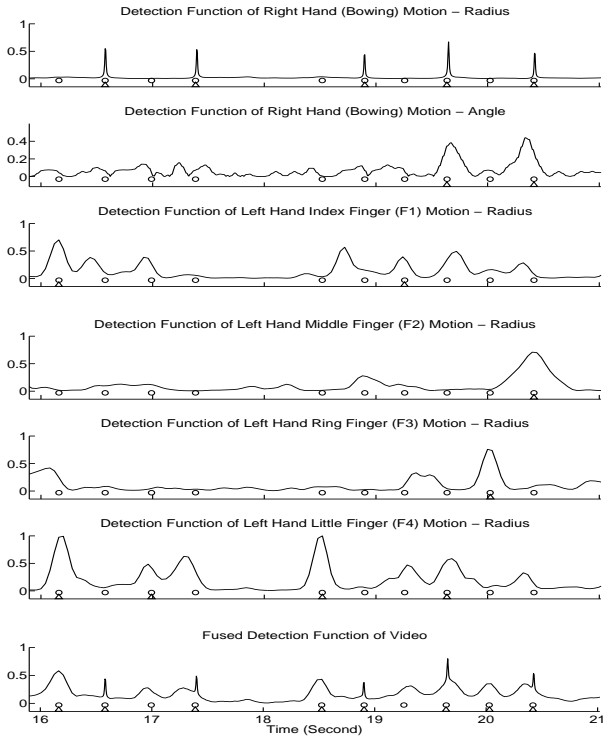 Detection Function of Right Hand (Bowing) Motion – Radius
1
0.5
0
Detection Function of Right Hand (Bowing) Motion – Angle
0.4
0.2
0
Detection Function of Left Hand Index Finger (F1) Motion – Radius
1
0.5
0
Detection Function of Left Hand Middle Finger (F2) Motion – Radius
1
0.5
0
Detection Function of Left Hand Ring Finger (F3) Motion – Radius
1
0.5
0
Detection Function of Left Hand Little Finger (F4) Motion – Radius
1
0.5
0
Fused Detection Function of Video
1
0.5
0
16 17 18 19 20 21
Time (Second)